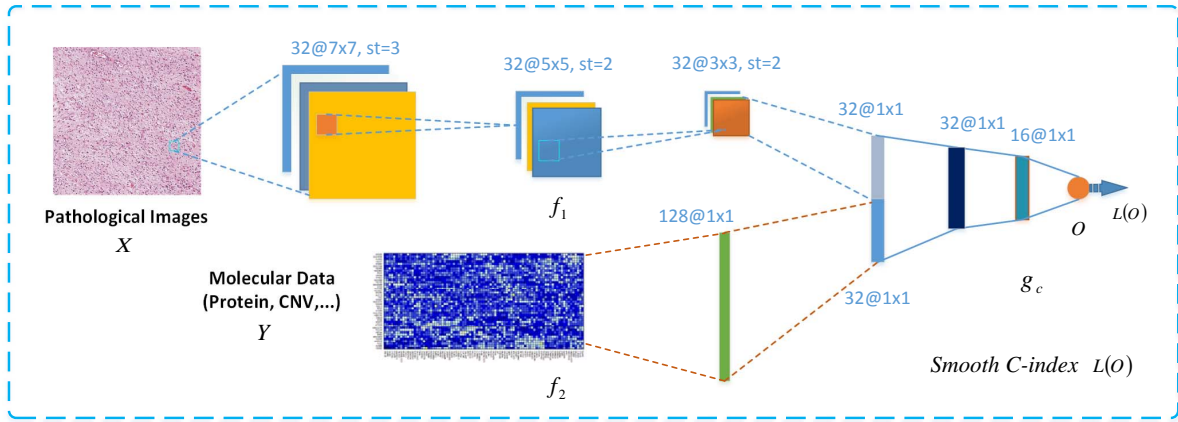 32@7x7, st=3
32@5x5, st=2
32@3x3, st=2
32@1x1
32@1x1
16@1x1
Pathological Images
X
f1
128@1x1
O
L(O)
Molecular Data
(Protein, CNV,...)
Y
32@1x1
g c
f2
Smooth C-index L(O)